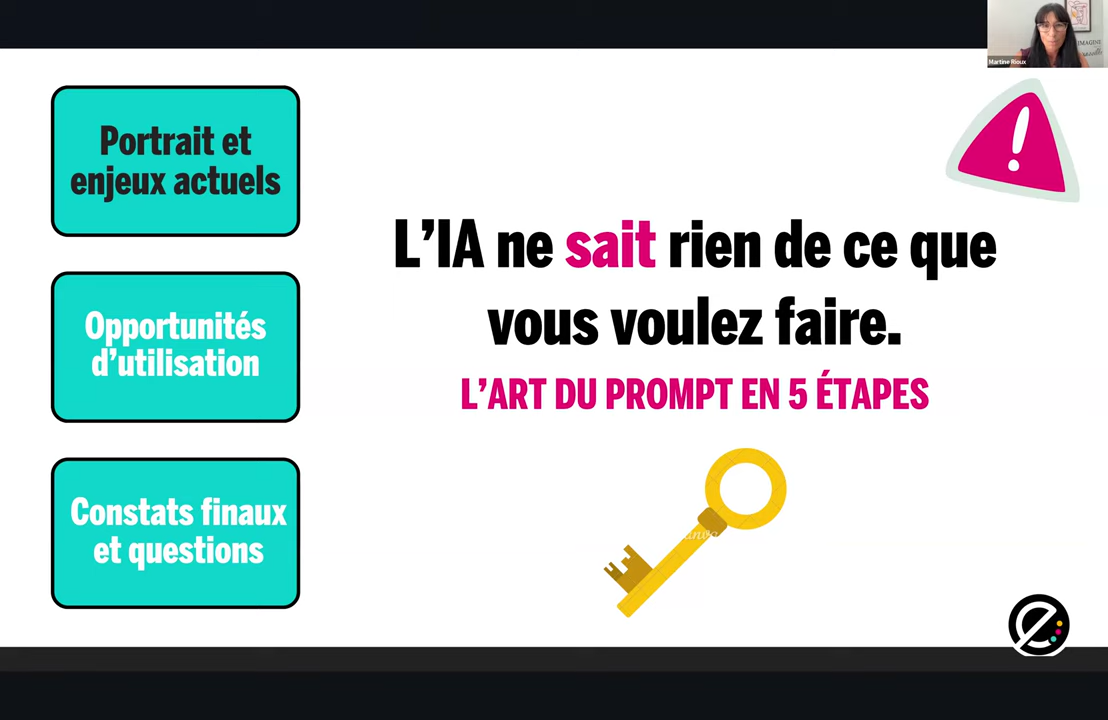 Portrait et
enjeux actuels
Opportunités
d'utilisation
Constats finaux
et questions
L'IA ne sait rien de ce que
vous voulez faire.
L'ART DU PROMPT EN 5 ÉTAPES
!
Martine Rioux